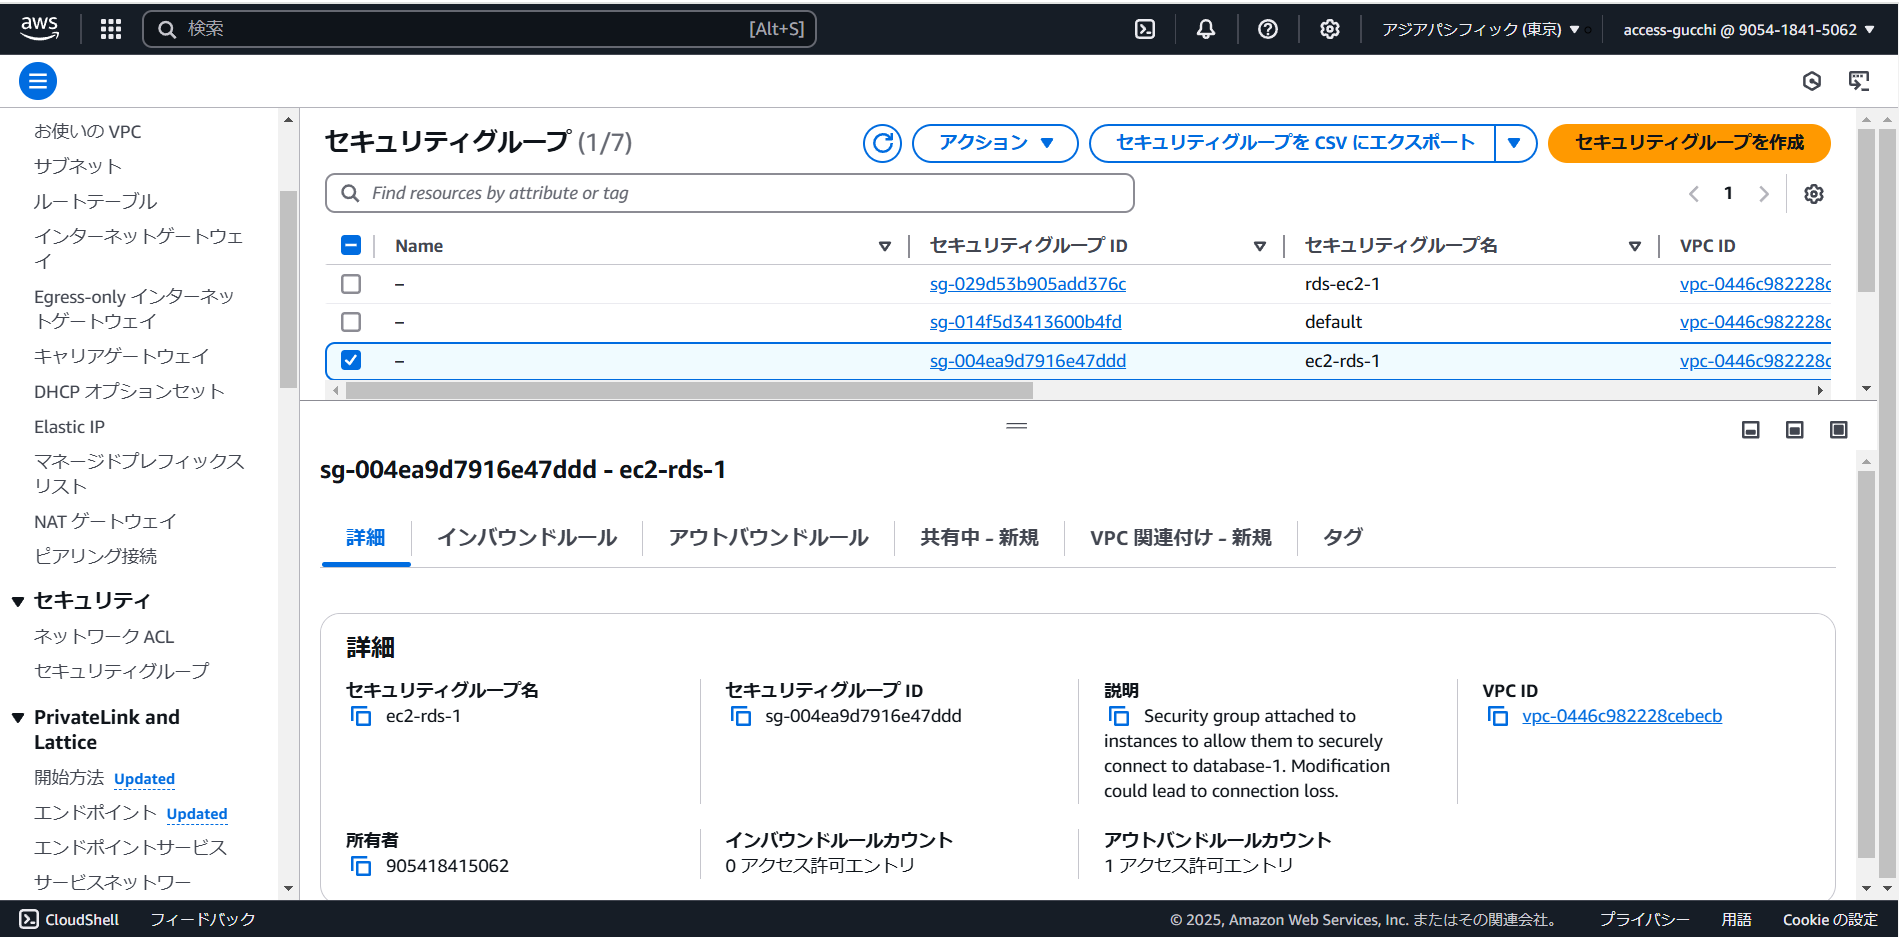 aws
検索
[Alt+S]
アジアパシフィック (東京) ▼
access-gucchi @ 9054-1841-5062 ▼
お使いの VPC
サブネット
ルートテーブル
インターネットゲートウェ
イ
Egress-only インターネッ
トゲートウェイ
キャリアゲートウェイ
DHCP オプションセット
Elastic IP
マネージドプレフィックス
リスト
NAT ゲートウェイ
ピアリング接続
▼ セキュリティ
ネットワーク ACL
セキュリティグループ
▼ PrivateLink and
Lattice
開始方法 Updated
エンドポイント Updated
エンドポイントサービス
サービスネットワー
セキュリティグループ (1/7)
アクション ▼
セキュリティグループを CSV にエクスポート ▼
セキュリティグループを作成
Find resources by attribute or tag
1
Name
セキュリティグループ ID
セキュリティグループ名
VPC ID
– sg-029d53b905add376c rds-ec2-1 vpc-0446c982228c
– sg-014f5d3413600b4fd default vpc-0446c982228c
– sg-004ea9d7916e47ddd ec2-rds-1 vpc-0446c982228c
sg-004ea9d7916e47ddd - ec2-rds-1
詳細
インバウンドルール
アウトバウンドルール
共有中 – 新規
VPC 関連付け – 新規
タグ
詳細
セキュリティグループ名
ec2-rds-1
セキュリティグループ ID
sg-004ea9d7916e47ddd
説明
Security group attached to
instances to allow them to securely
connect to database-1. Modification
could lead to connection loss.
VPC ID
vpc-0446c982228cebecb
所有者
905418415062
インバウンドルールカウント
0 アクセス許可エントリ
アウトバンドルールカウント
1 アクセス許可エントリ
CloudShell
フィードバック
© 2025, Amazon Web Services, Inc. またはその関連会社。
プライバシー
用語
Cookie の設定